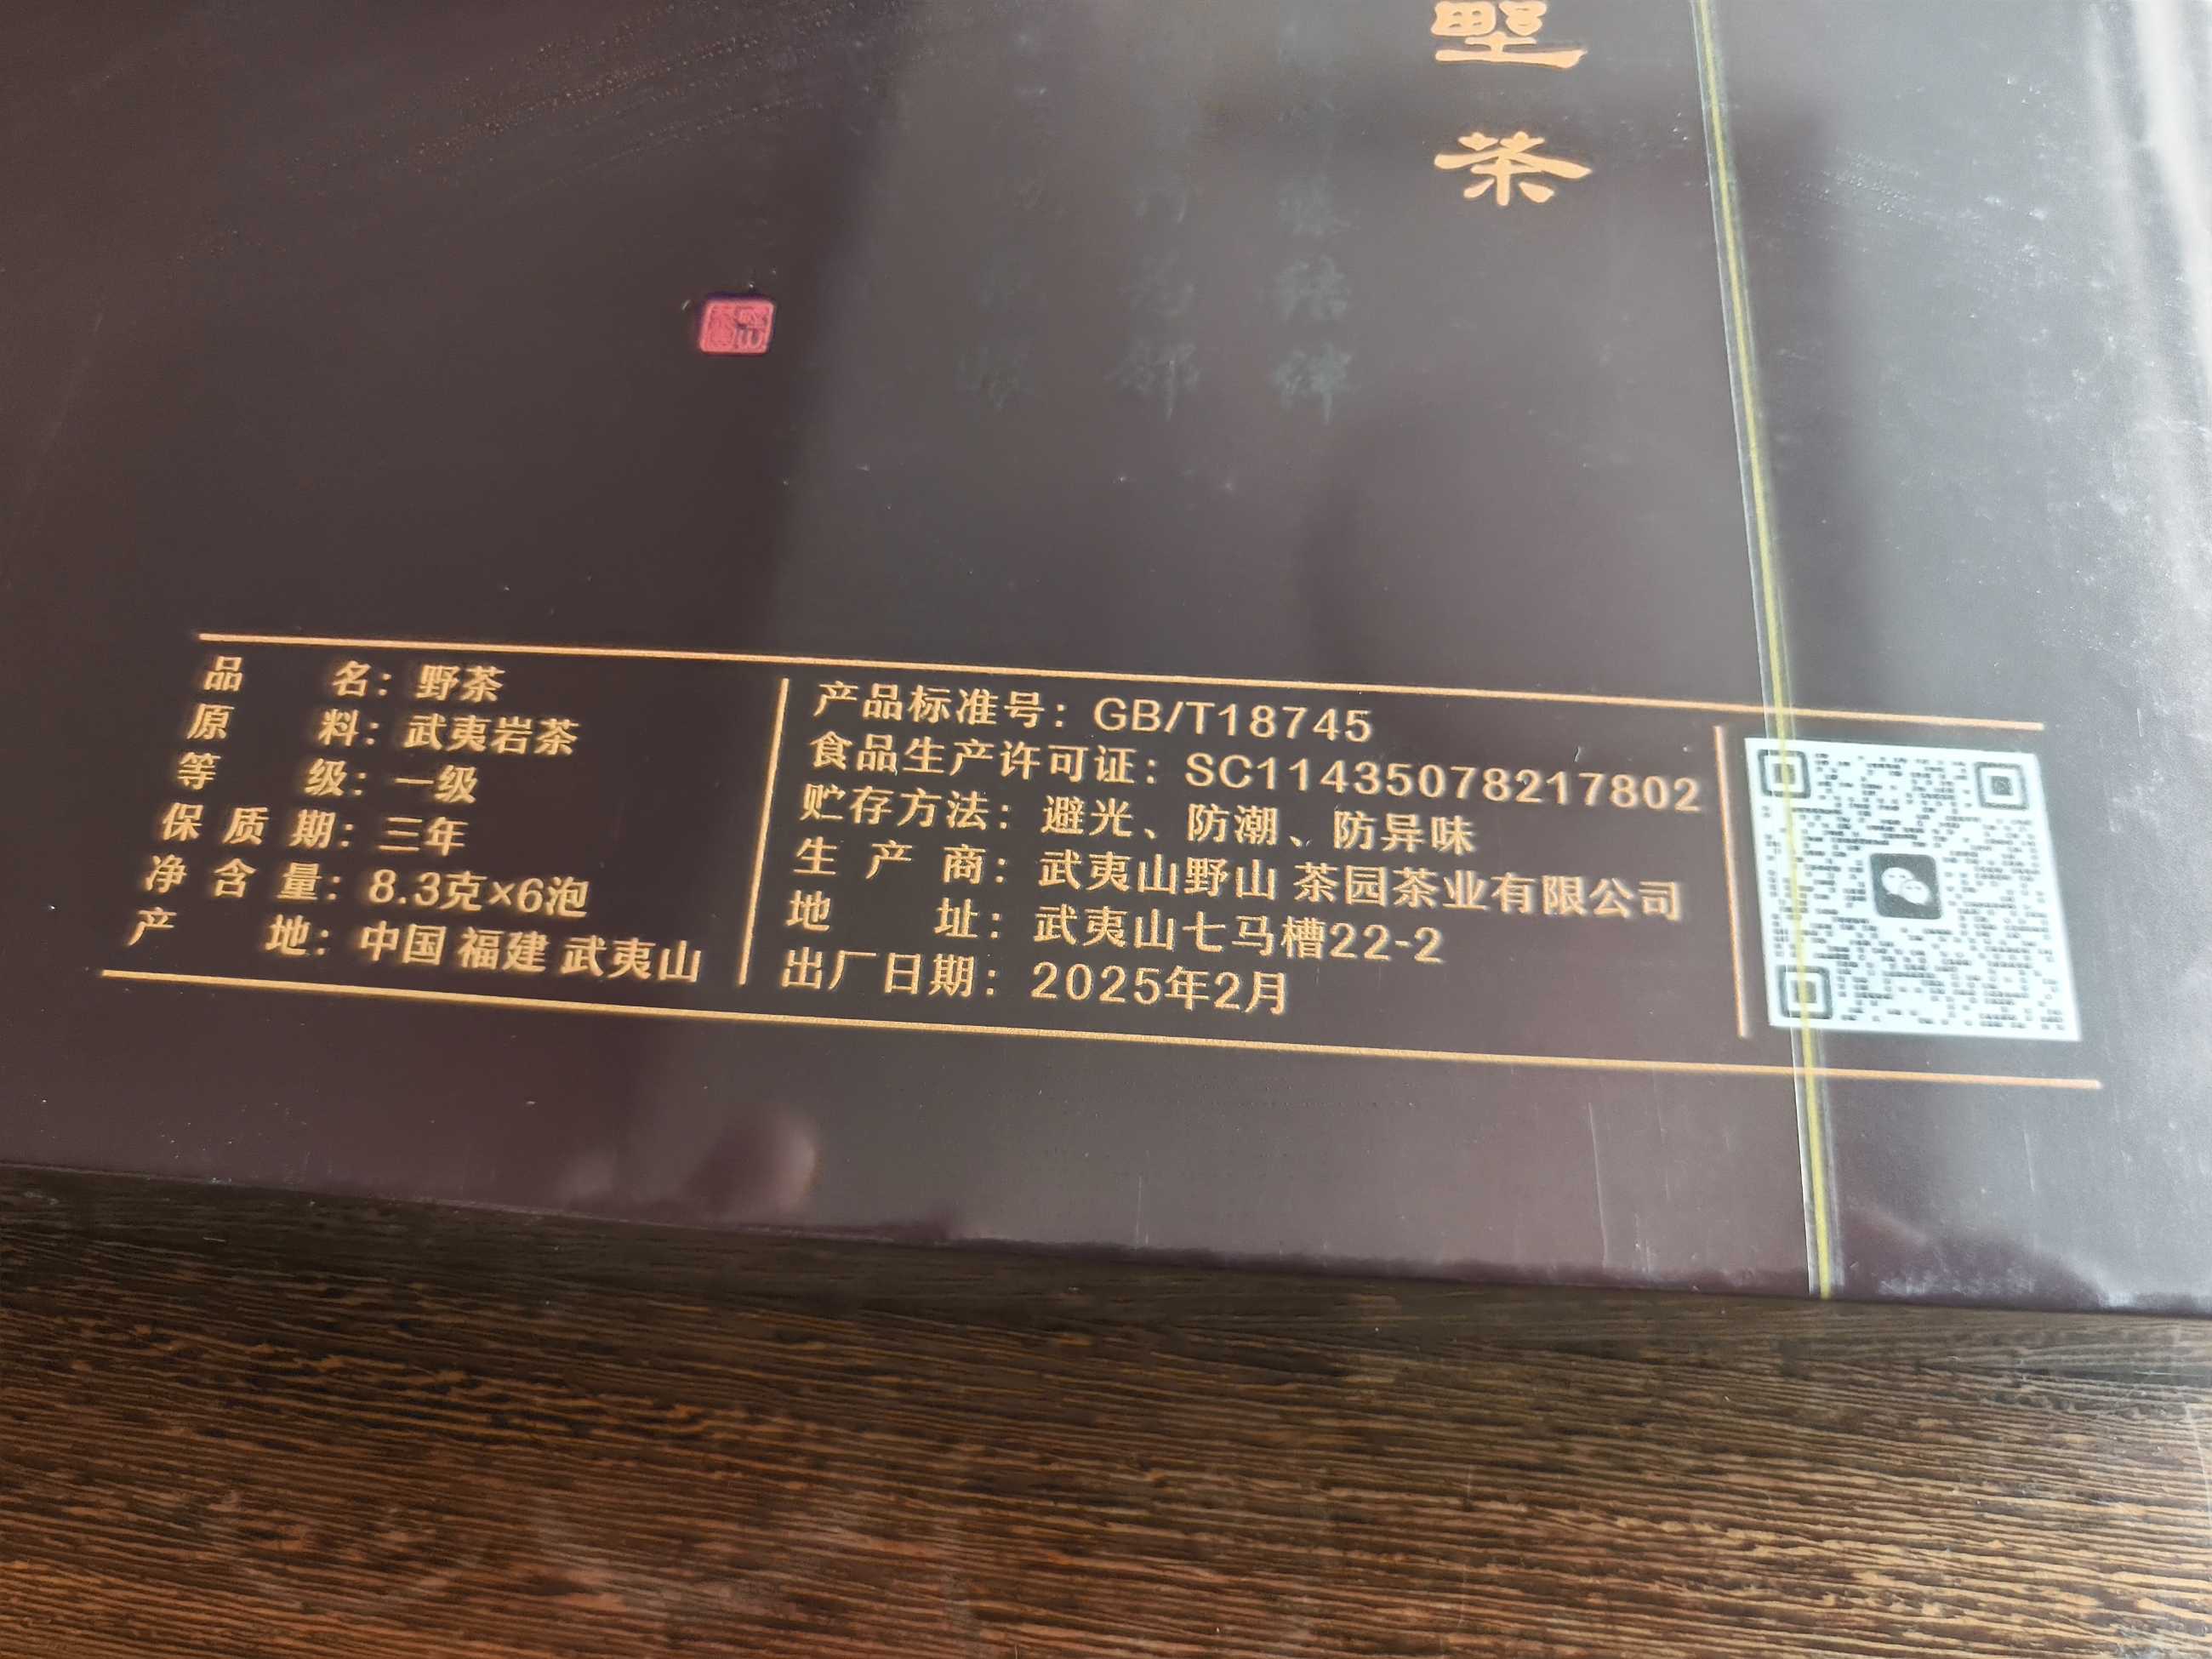 野
茶
品名：野茶
原料：武夷岩茶
等级：一级
保质期：三年
净含量：8.3克×6泡
产地：中国 福建 武夷山
产品标准号：GB/T18745
食品生产许可证：SC11435078217802
贮存方法：避光、防潮、防异味
生产商：武夷山野山 茶园茶业有限公司
地址：武夷山七马槽22-2
出厂日期：2025年2月